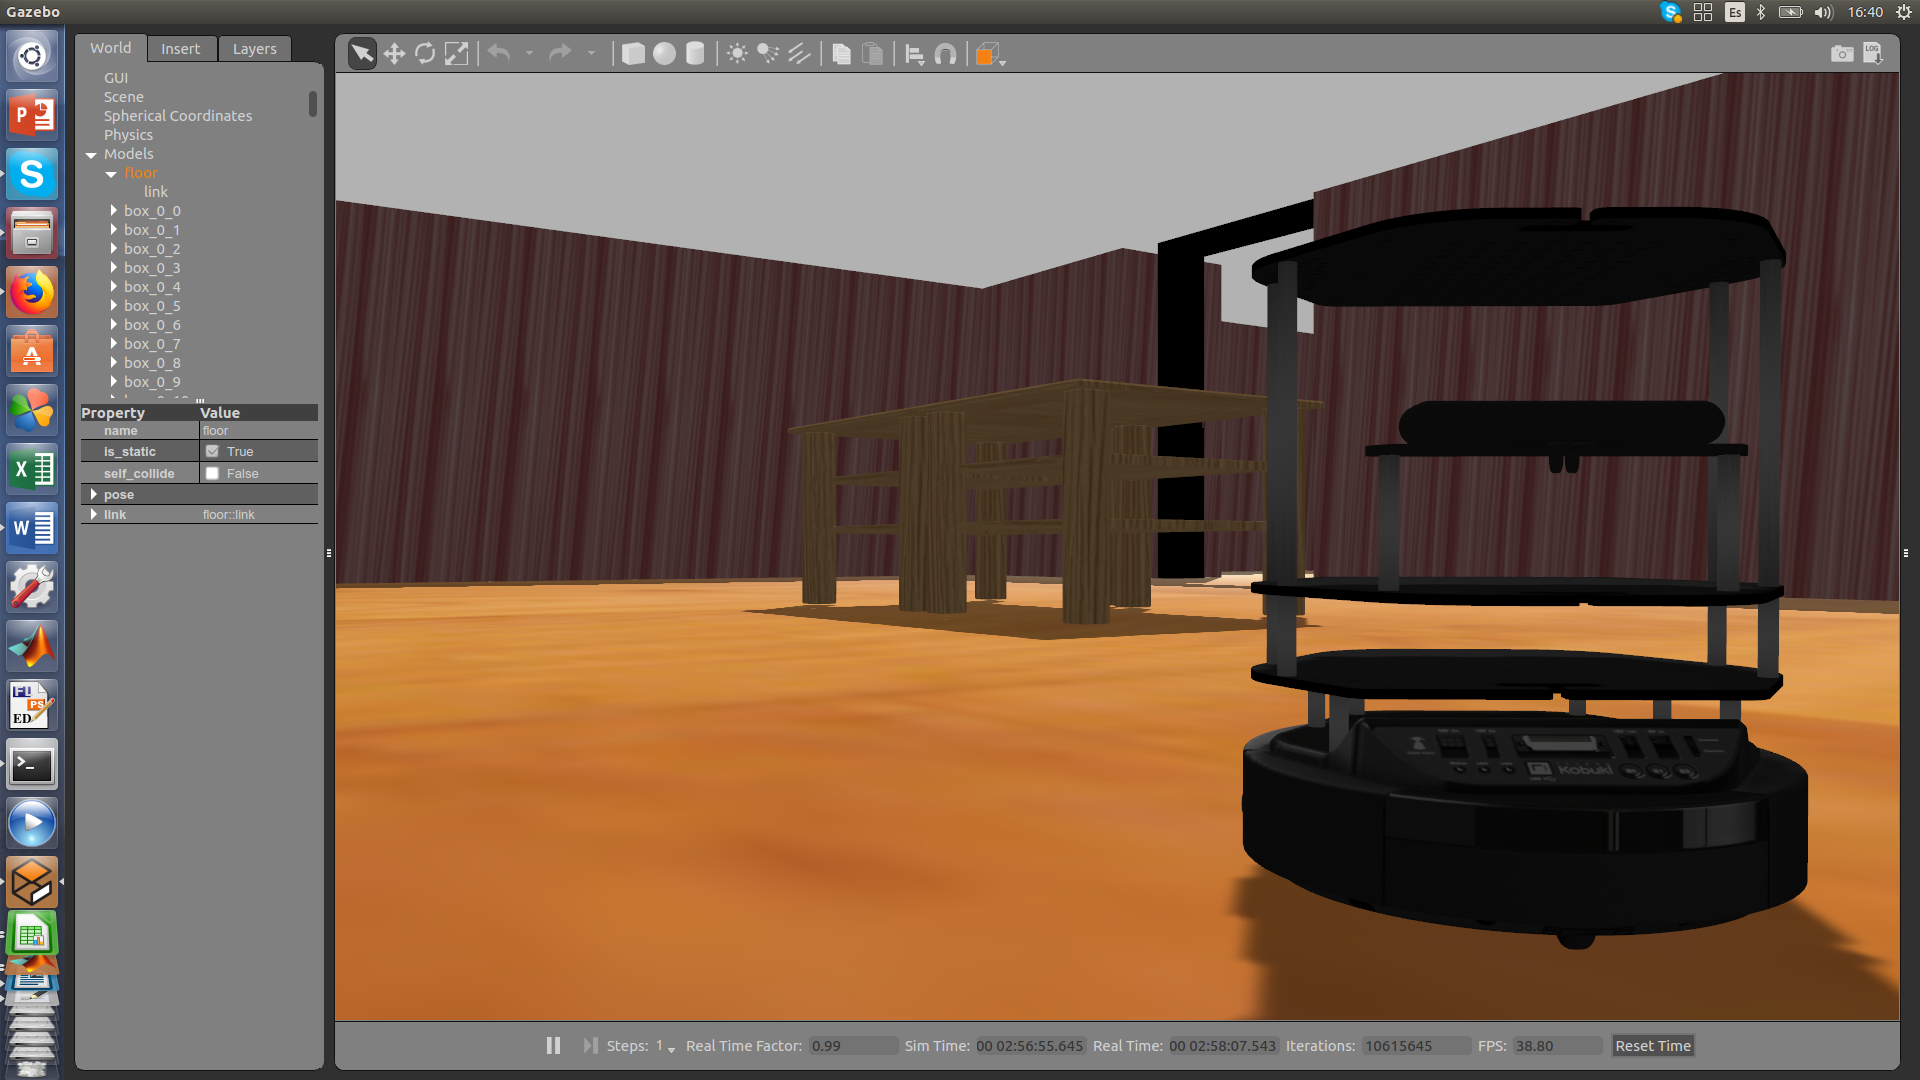 Gazebo
Es
16:40
World
Insert
Layers
GUI
Scene
Spherical Coordinates
Physics
Models
floor
link
box_0_0
box_0_1
box_0_2
box_0_3
box_0_4
box_0_5
box_0_6
box_0_7
box_0_8
box_0_9
Property Value
name floor
is_static True
self_collide False
pose
link floor::link
LOG
P
S
A
X
W
PS
ED
>_
Kobuki
Steps: 1
Real Time Factor: 0.99
Sim Time: 00 02:56:55.645
Real Time: 00 02:58:07.543
Iterations: 10615645
FPS: 38.80
Reset Time